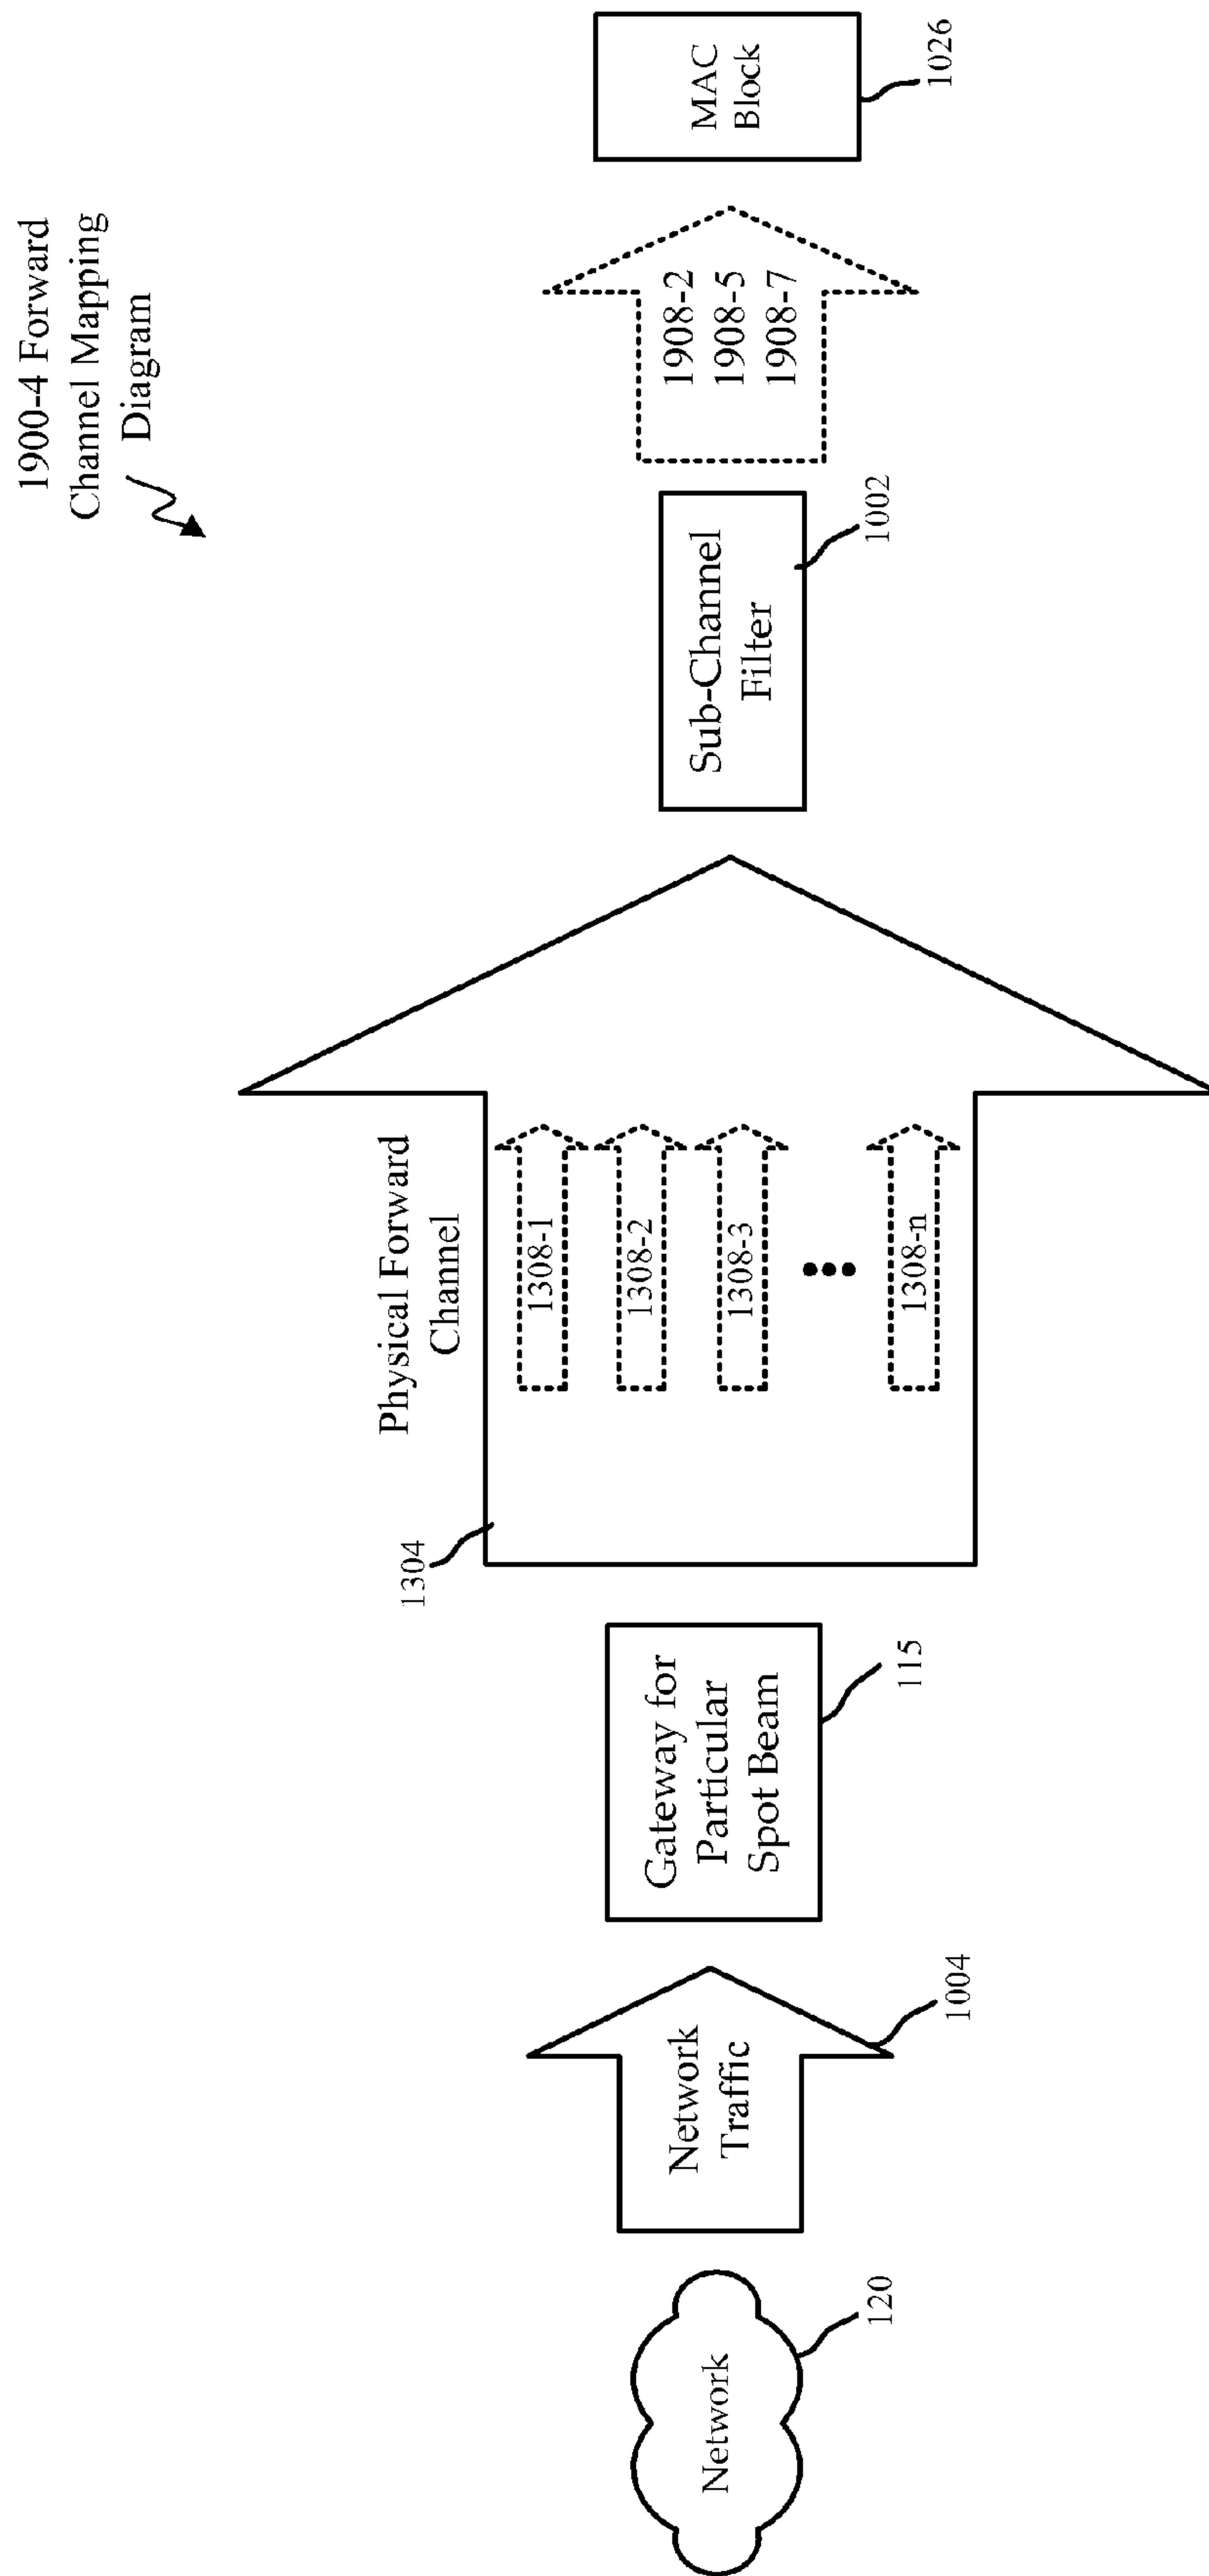 1900-4 Forward
Channel Mapping
Diagram
Network
120
Network
Traffic
1004
Gateway for
Particular
Spot Beam
115
Physical Forward
Channel
1304
1308-1
1308-2
1308-3
1308-n
Sub-Channel
Filter
1002
1908-2
1908-5
1908-7
MAC
Block
1026